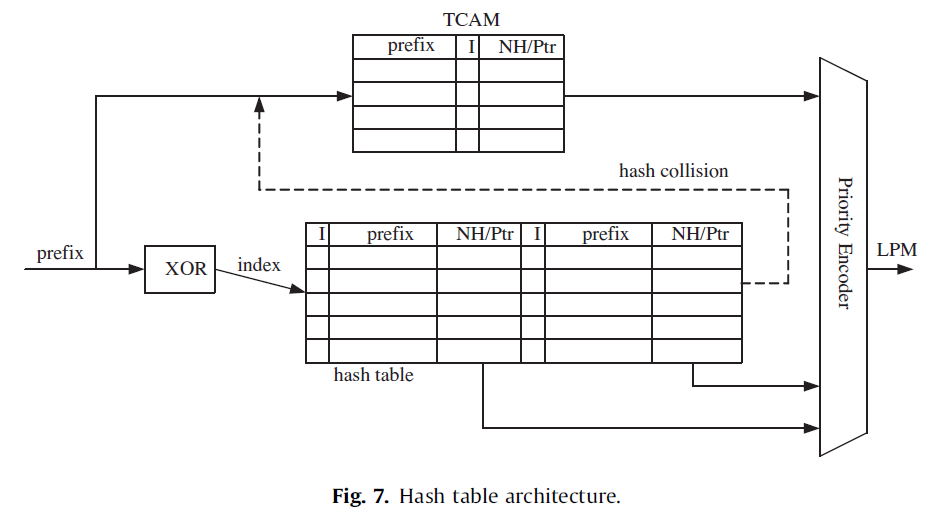 TCAM
prefix I NH/Ptr
hash collision
I prefix NH/Ptr I prefix NH/Ptr
prefix
XOR
index
hash table
Priority Encoder
LPM
Fig. 7. Hash table architecture.